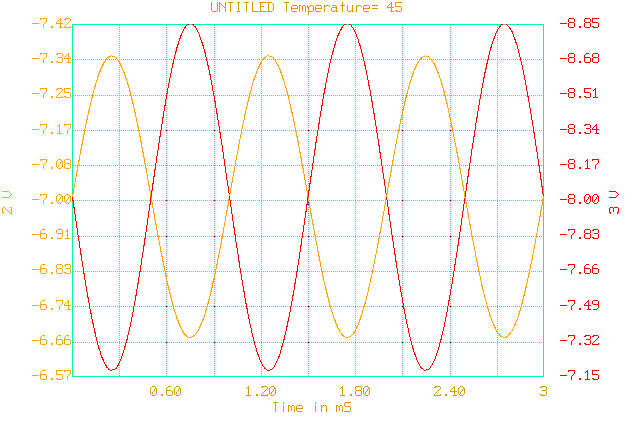 UNTITLED Temperature= 45
-7.42 -8.85
-7.34 -8.68
-7.25 -8.51
-7.17 -8.34
-7.08 -8.17
2 V -7.00 -8.00 3 V
-6.91 -7.83
-6.83 -7.66
-6.74 -7.49
-6.66 -7.32
-6.57 -7.15
0.60 1.20 1.80 2.40 3
Time in mS